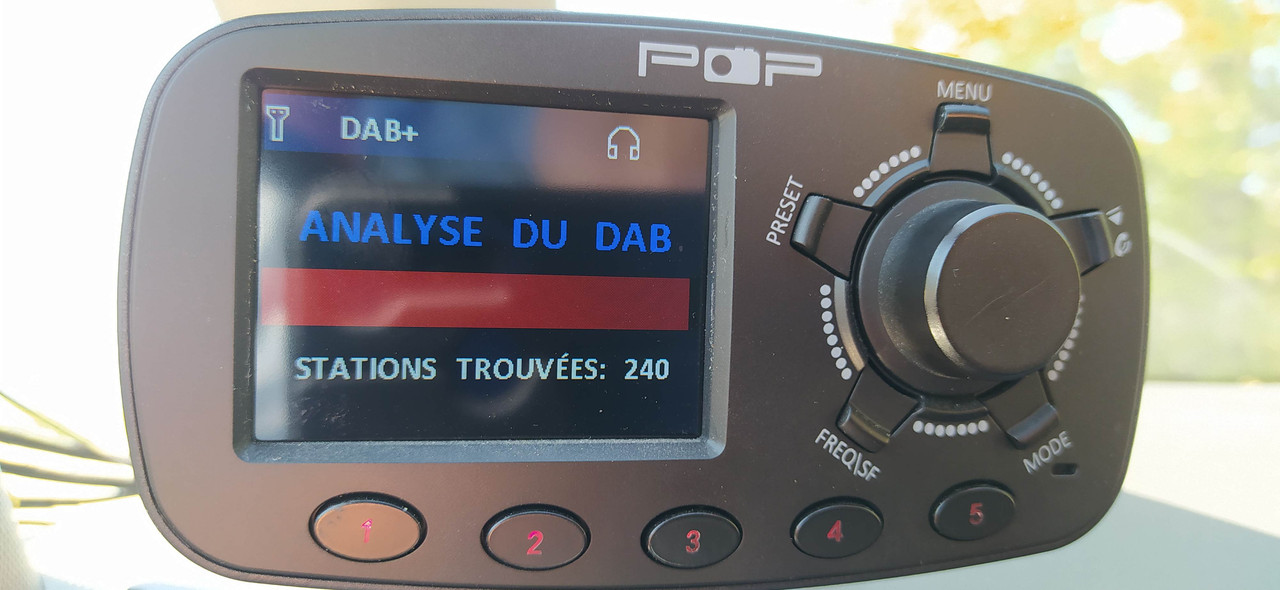 POP
DAB+
ANALYSE DU DAB
STATIONS TROUVÉES: 240
MENU
PRESET
FREQ\SF
MODE
1
2
3
4
5